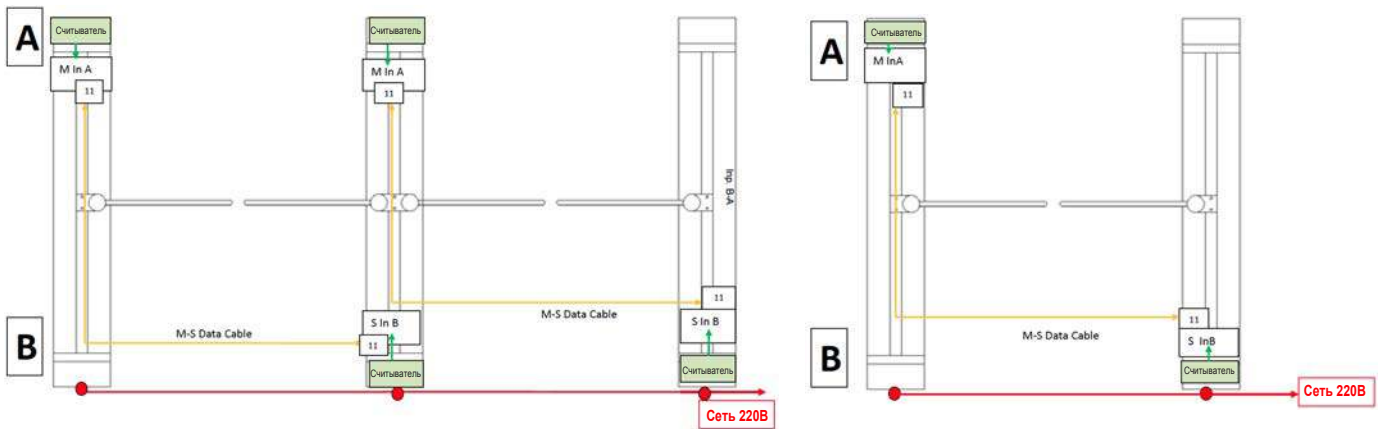 A
Считыватель
M In A
11
Считыватель
M In A
11
Inp. B-A
11
S In B
Считыватель
M-S Data Cable
M-S Data Cable
S In B
11
Считыватель
B
Сеть 220В
A
Считыватель
M InA
11
11
S InB
Считыватель
M-S Data Cable
B
Сеть 220В